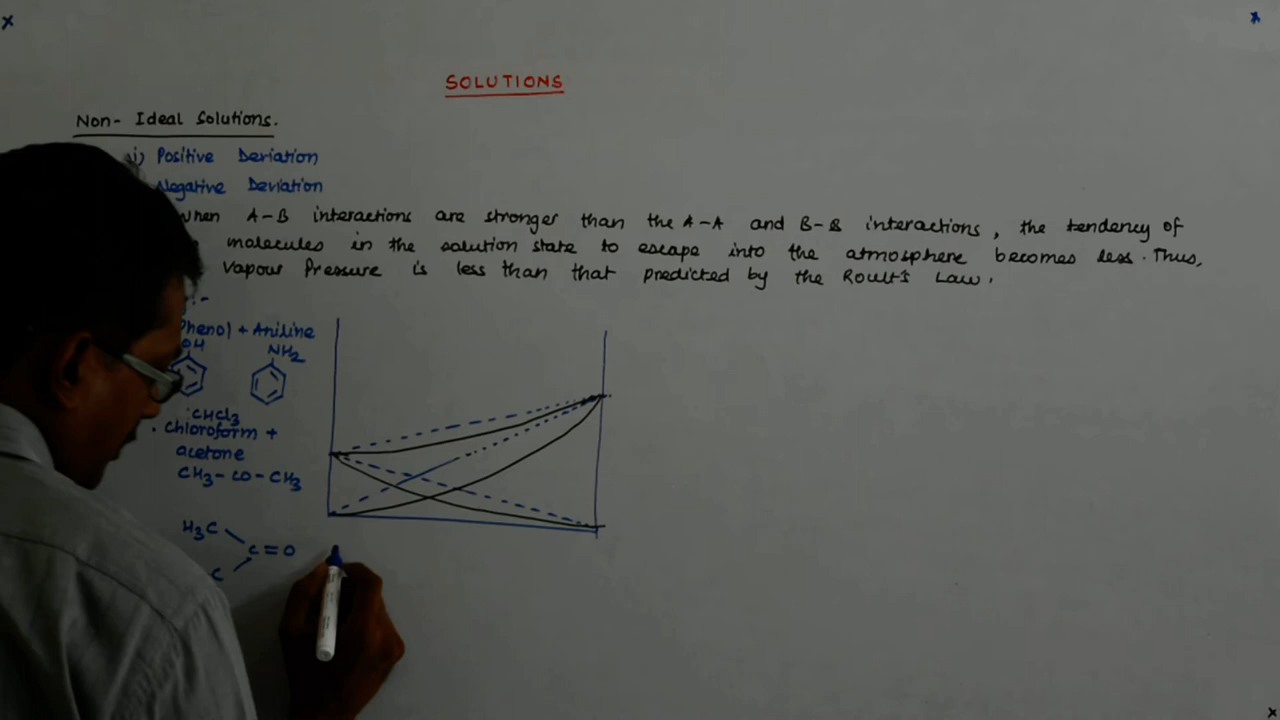 SOLUTIONS
Non- Ideal Solutions.
i) Positive Deviation
Negative Deviation
When A-B interactions are stronger than the A-A and B-B interactions, the tendency of
molecules in the solution state to escape into the atmosphere becomes less. Thus,
Vapour Pressure is less than that predicted by the Roult's Law.
Phenol + Aniline
OH NH2
:CHCl3
chloroform +
acetone
CH3-CO-CH3
H3C
C=O
C